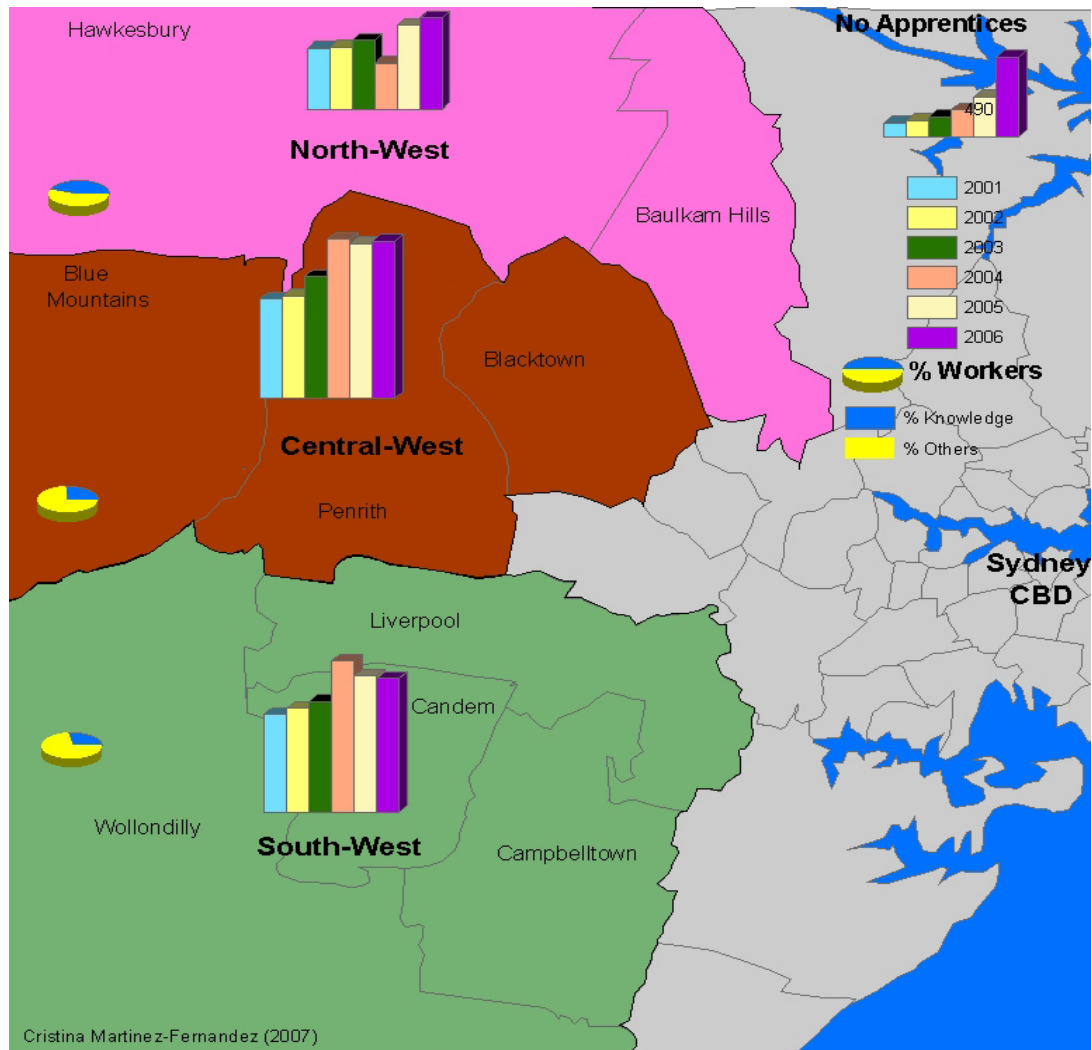 Hawkesbury
No Apprentices
490
North-West
Baulkam Hills
2001
2002
2003
2004
2005
2006
Blue
Mountains
Blacktown
% Workers
% Knowledge
% Others
Central-West
Penrith
Sydney
CBD
Liverpool
Candem
Wollondilly
South-West
Campbelltown
Cristina Martinez-Fernandez (2007)